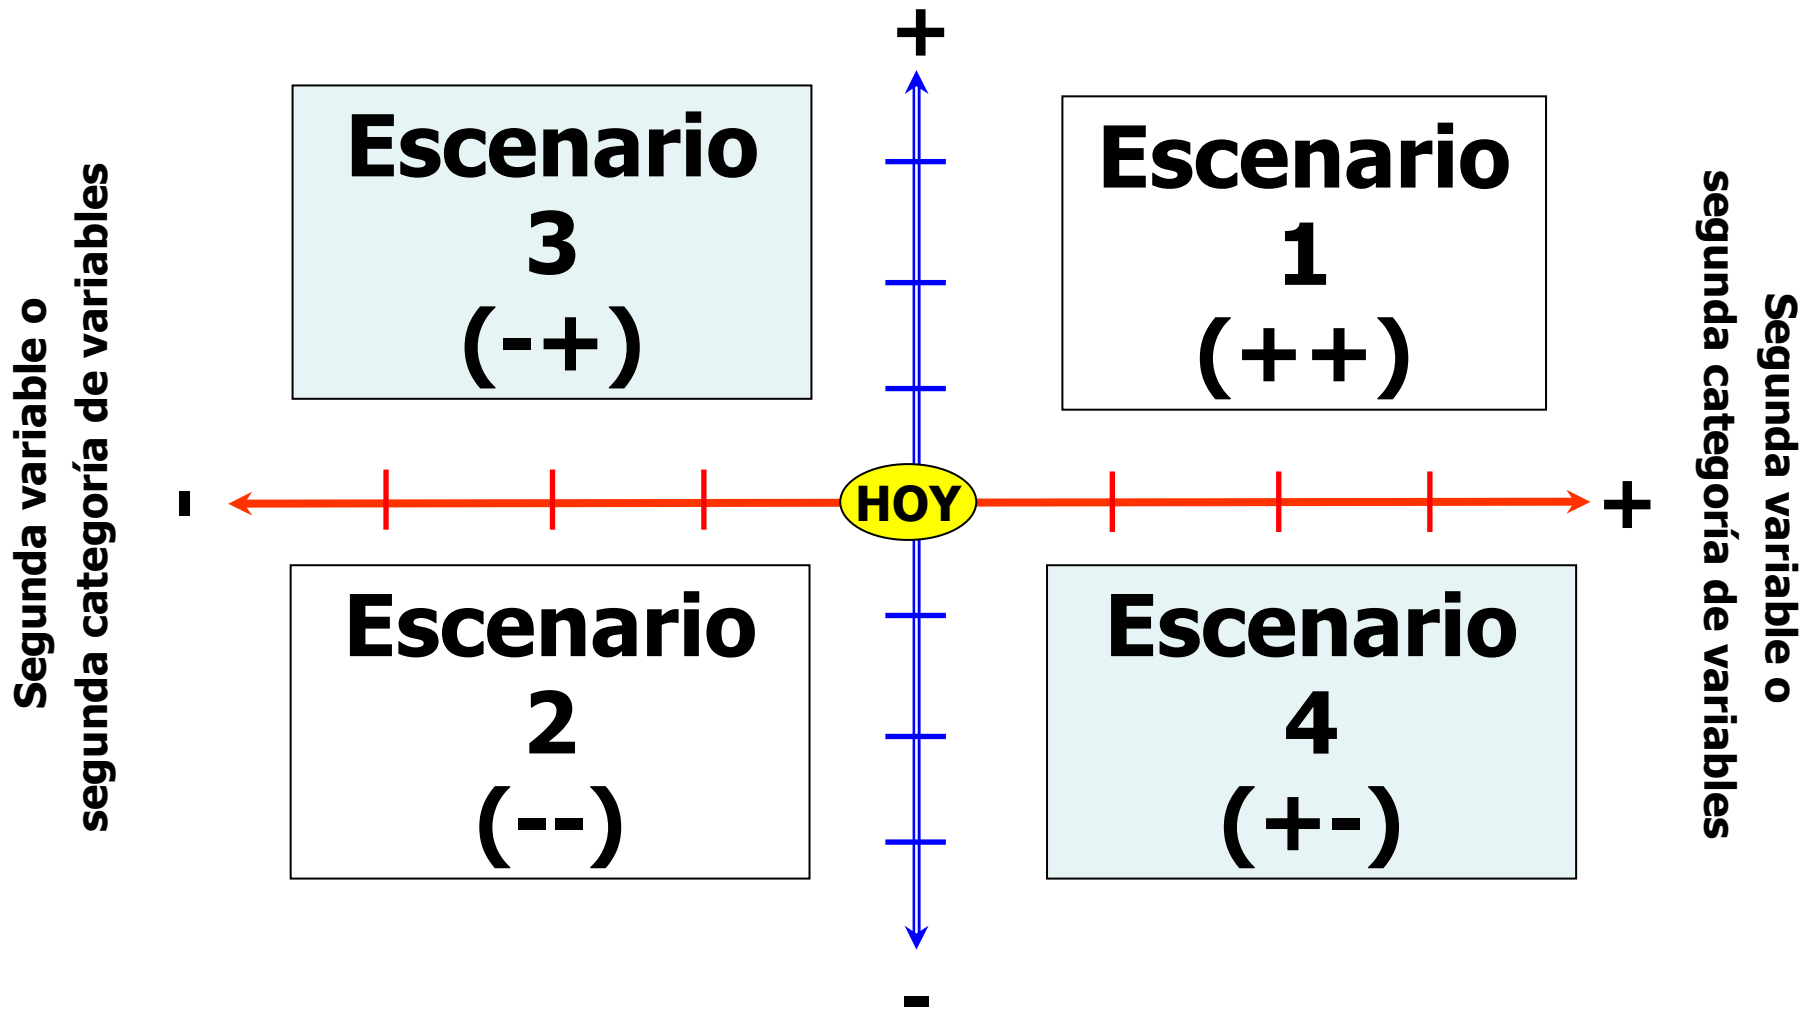 +
Escenario
3
(-+)
Escenario
1
(++)
Segunda variable o
segunda categoría de variables
-
HOY
+
Segunda variable o
segunda categoría de variables
Escenario
2
(--)
Escenario
4
(+-)
-